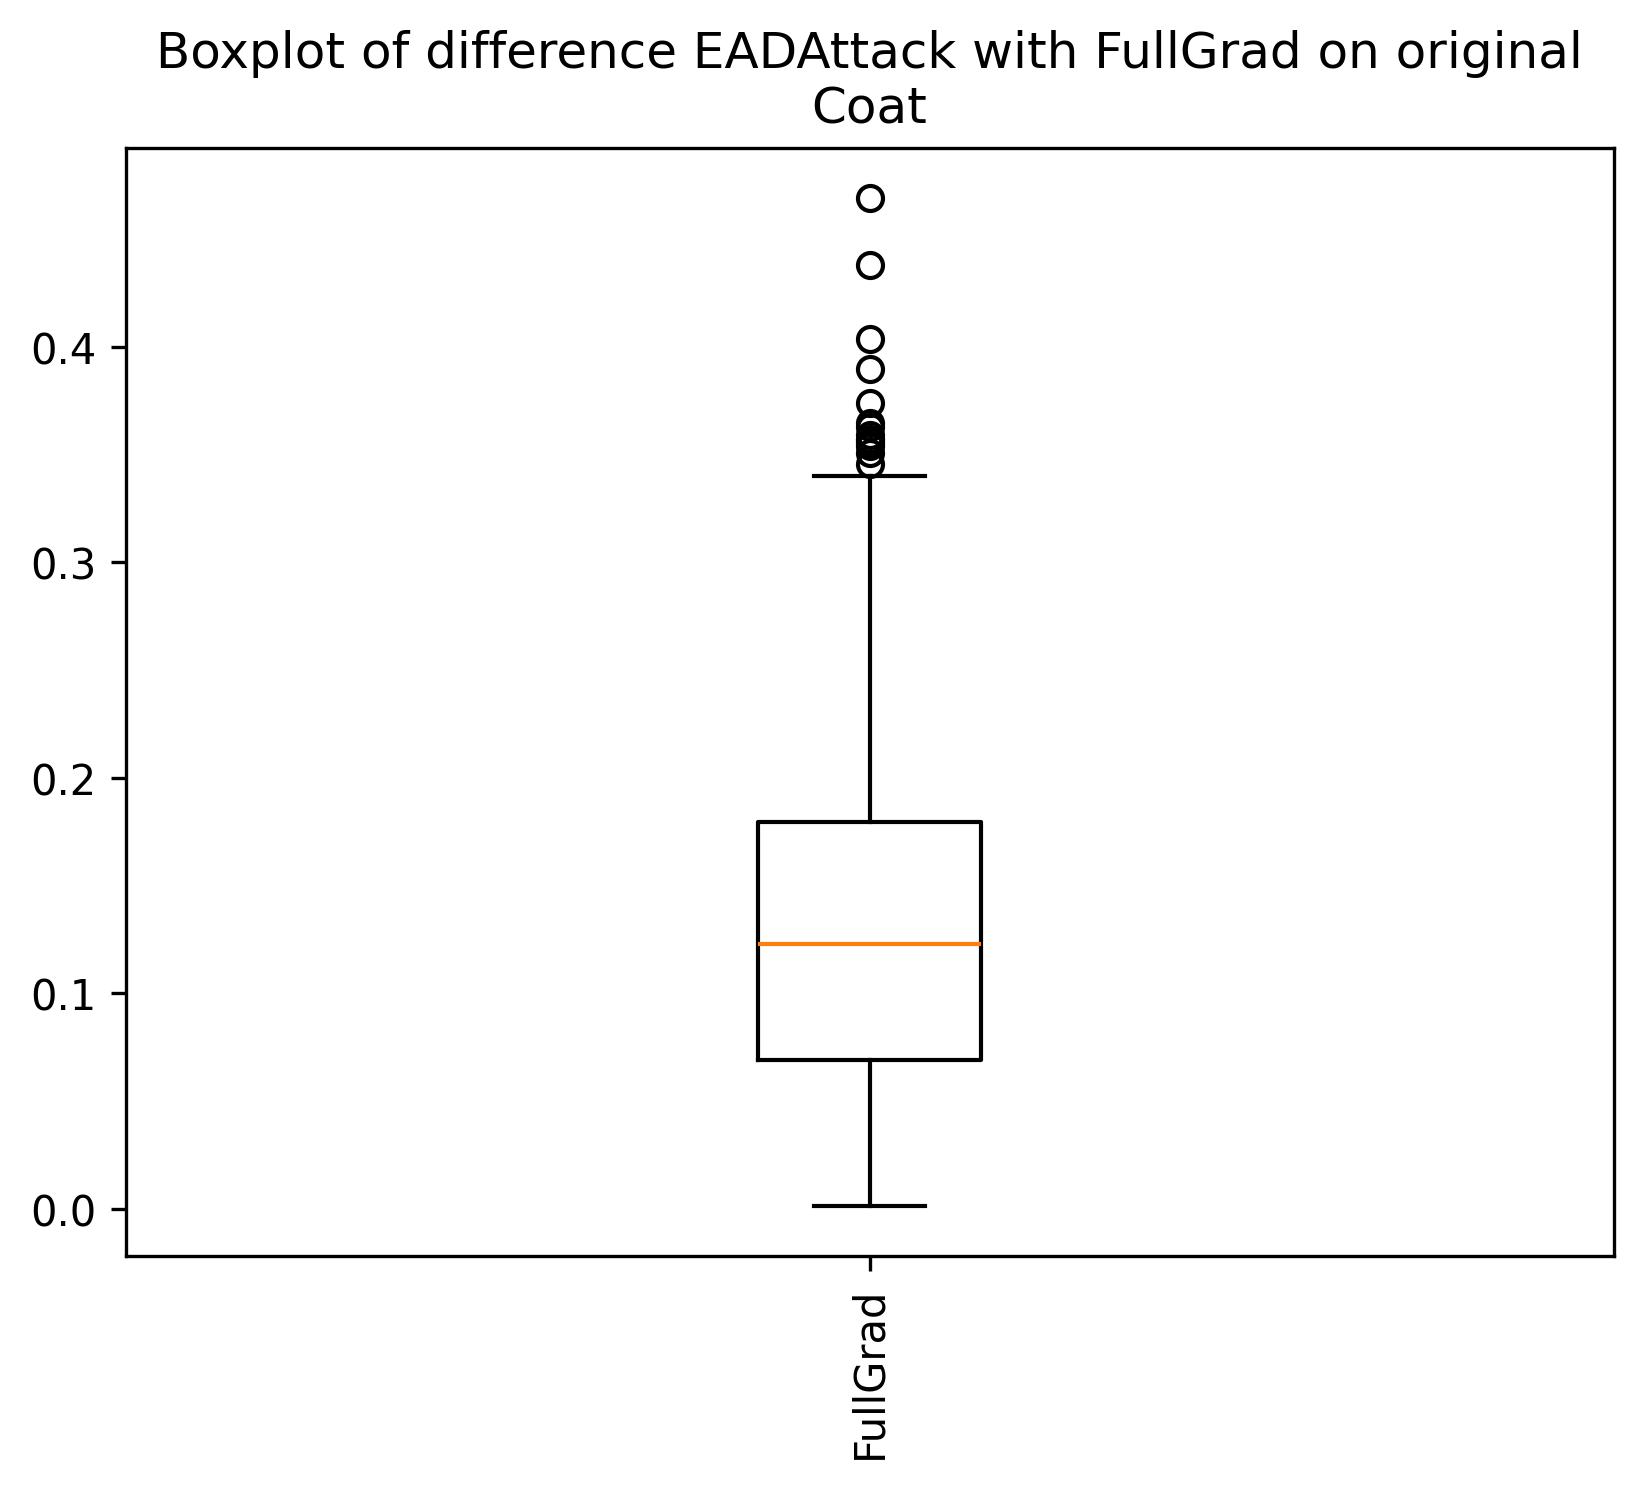 Boxplot of difference EADAttack with FullGrad on original
Coat
0.4
0.3
0.2
0.1
0.0
FullGrad